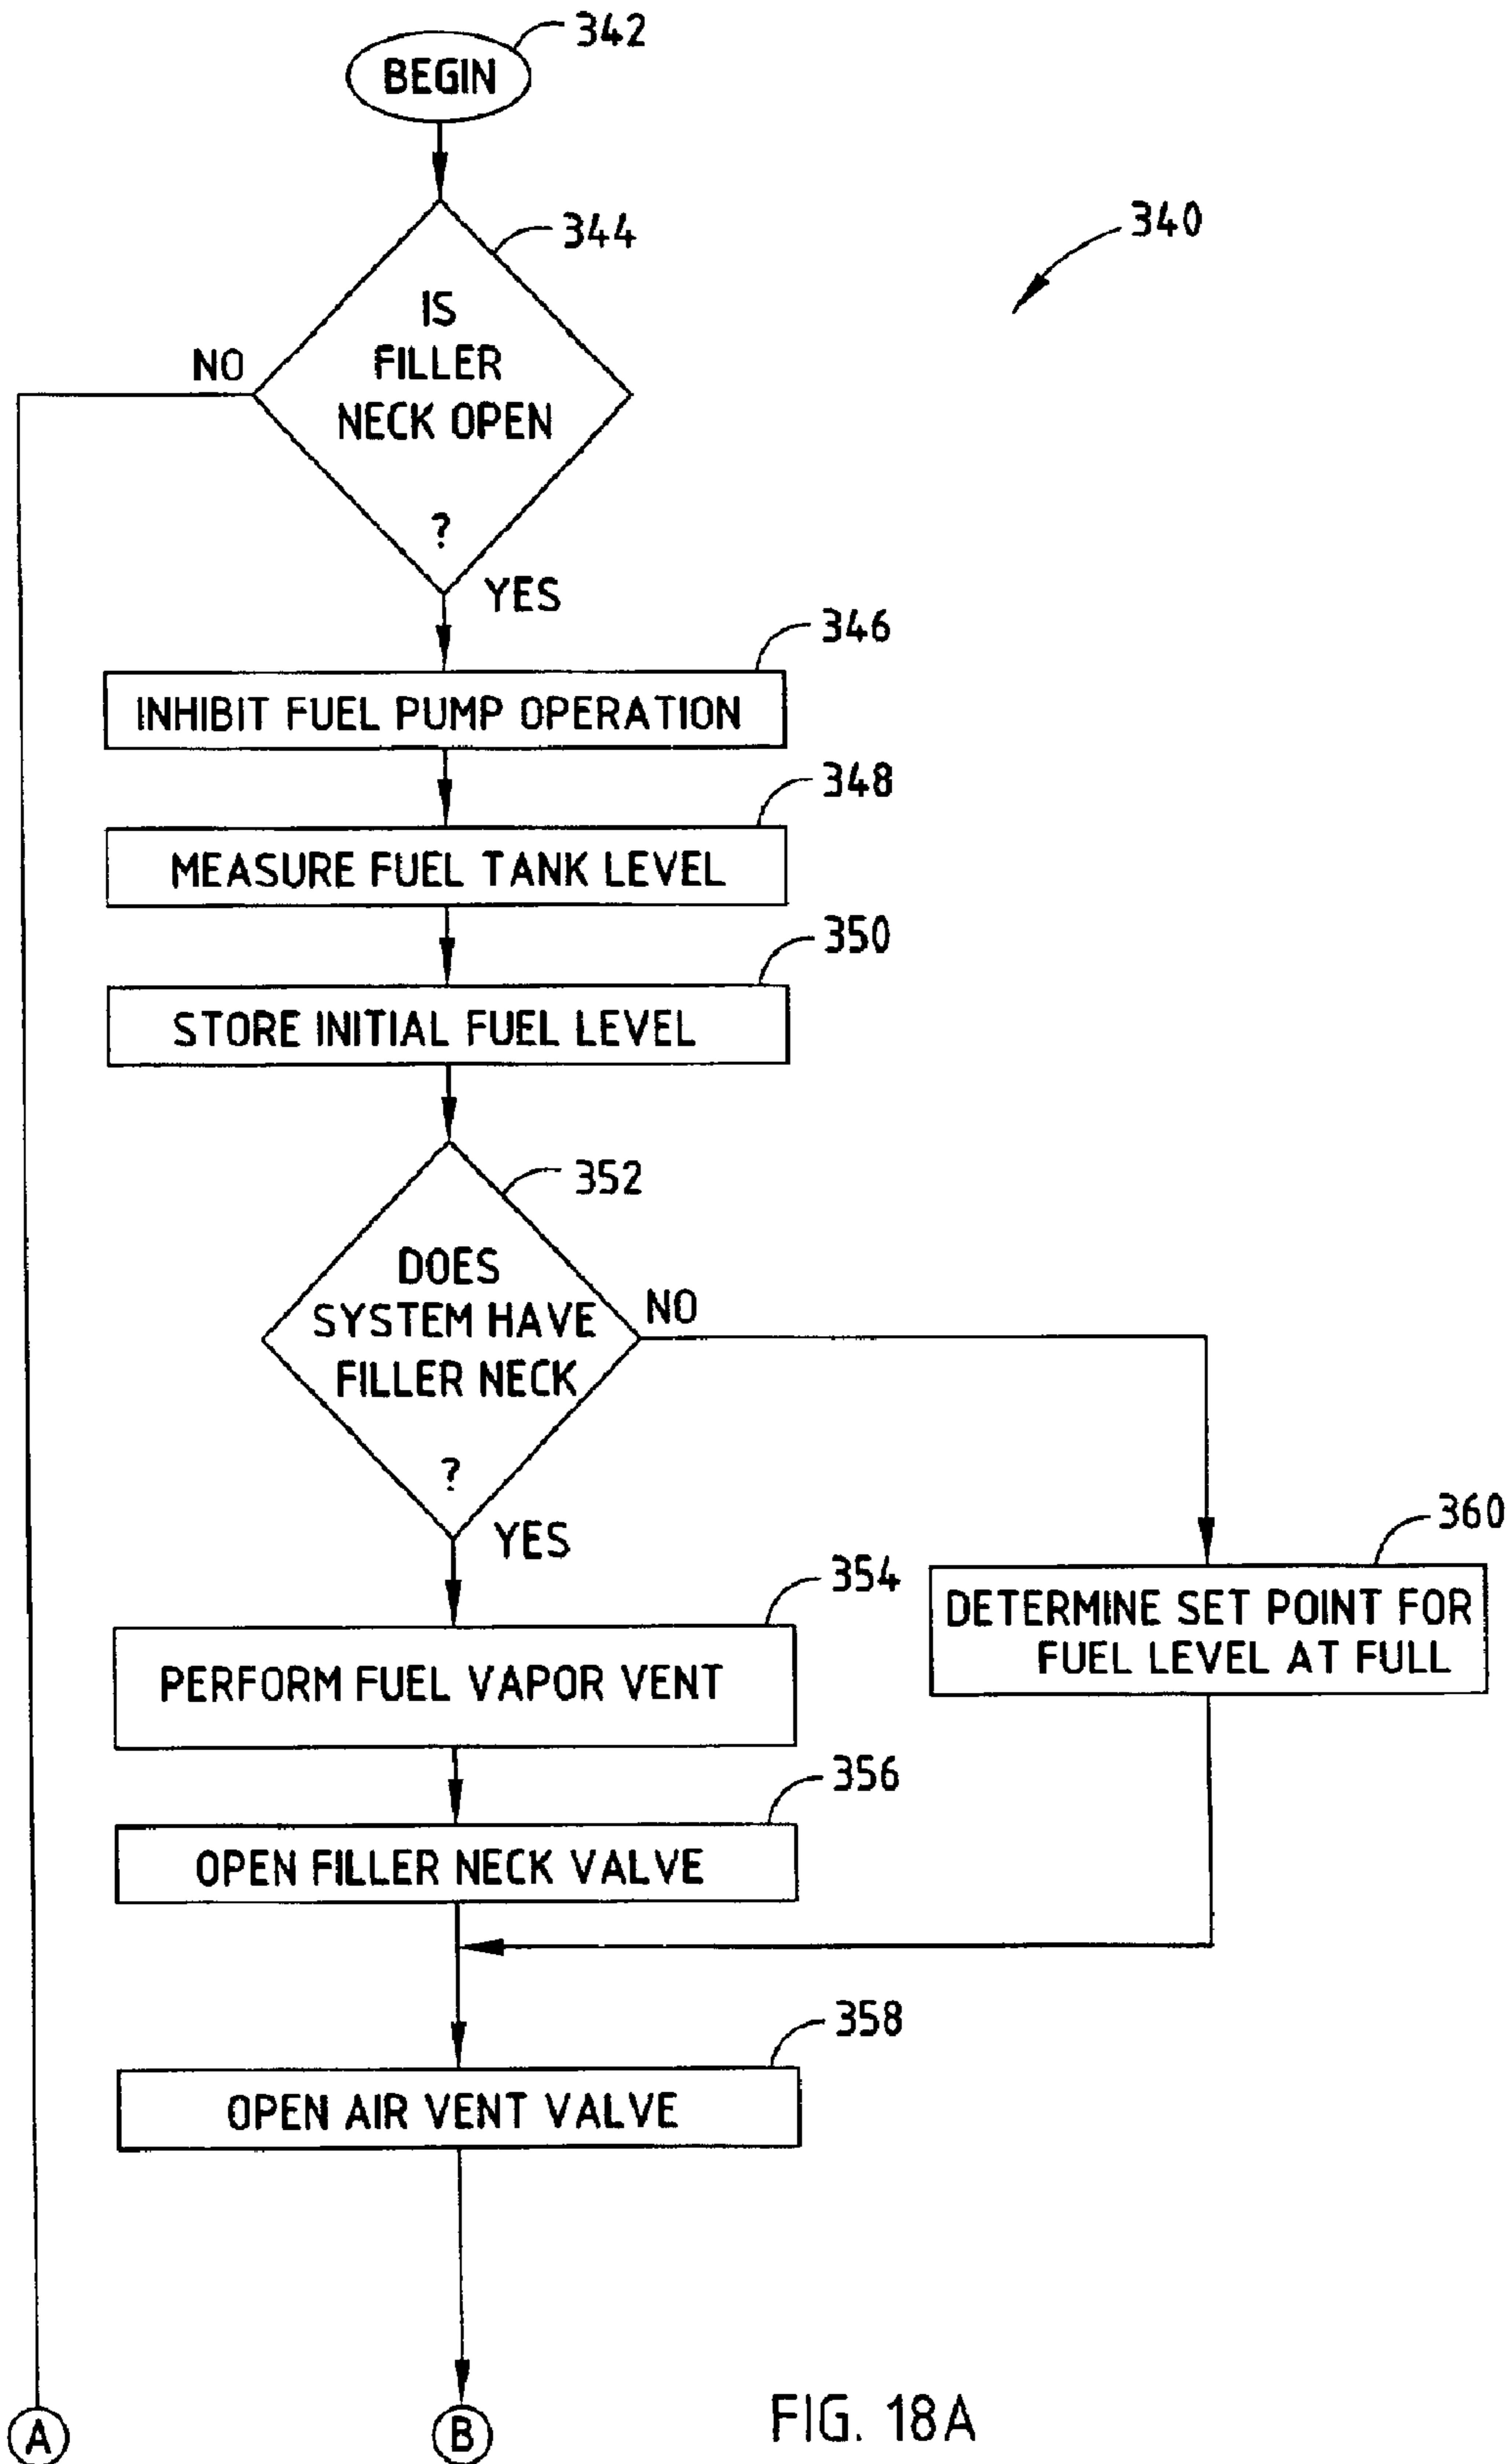 342
BEGIN
344
340
IS
FILLER
NECK OPEN
?
NO
YES
346
INHIBIT FUEL PUMP OPERATION
348
MEASURE FUEL TANK LEVEL
350
STORE INITIAL FUEL LEVEL
352
DOES
SYSTEM HAVE
FILLER NECK
?
NO
YES
360
DETERMINE SET POINT FOR
FUEL LEVEL AT FULL
354
PERFORM FUEL VAPOR VENT
356
OPEN FILLER NECK VALVE
358
OPEN AIR VENT VALVE
A
B
FIG. 18A